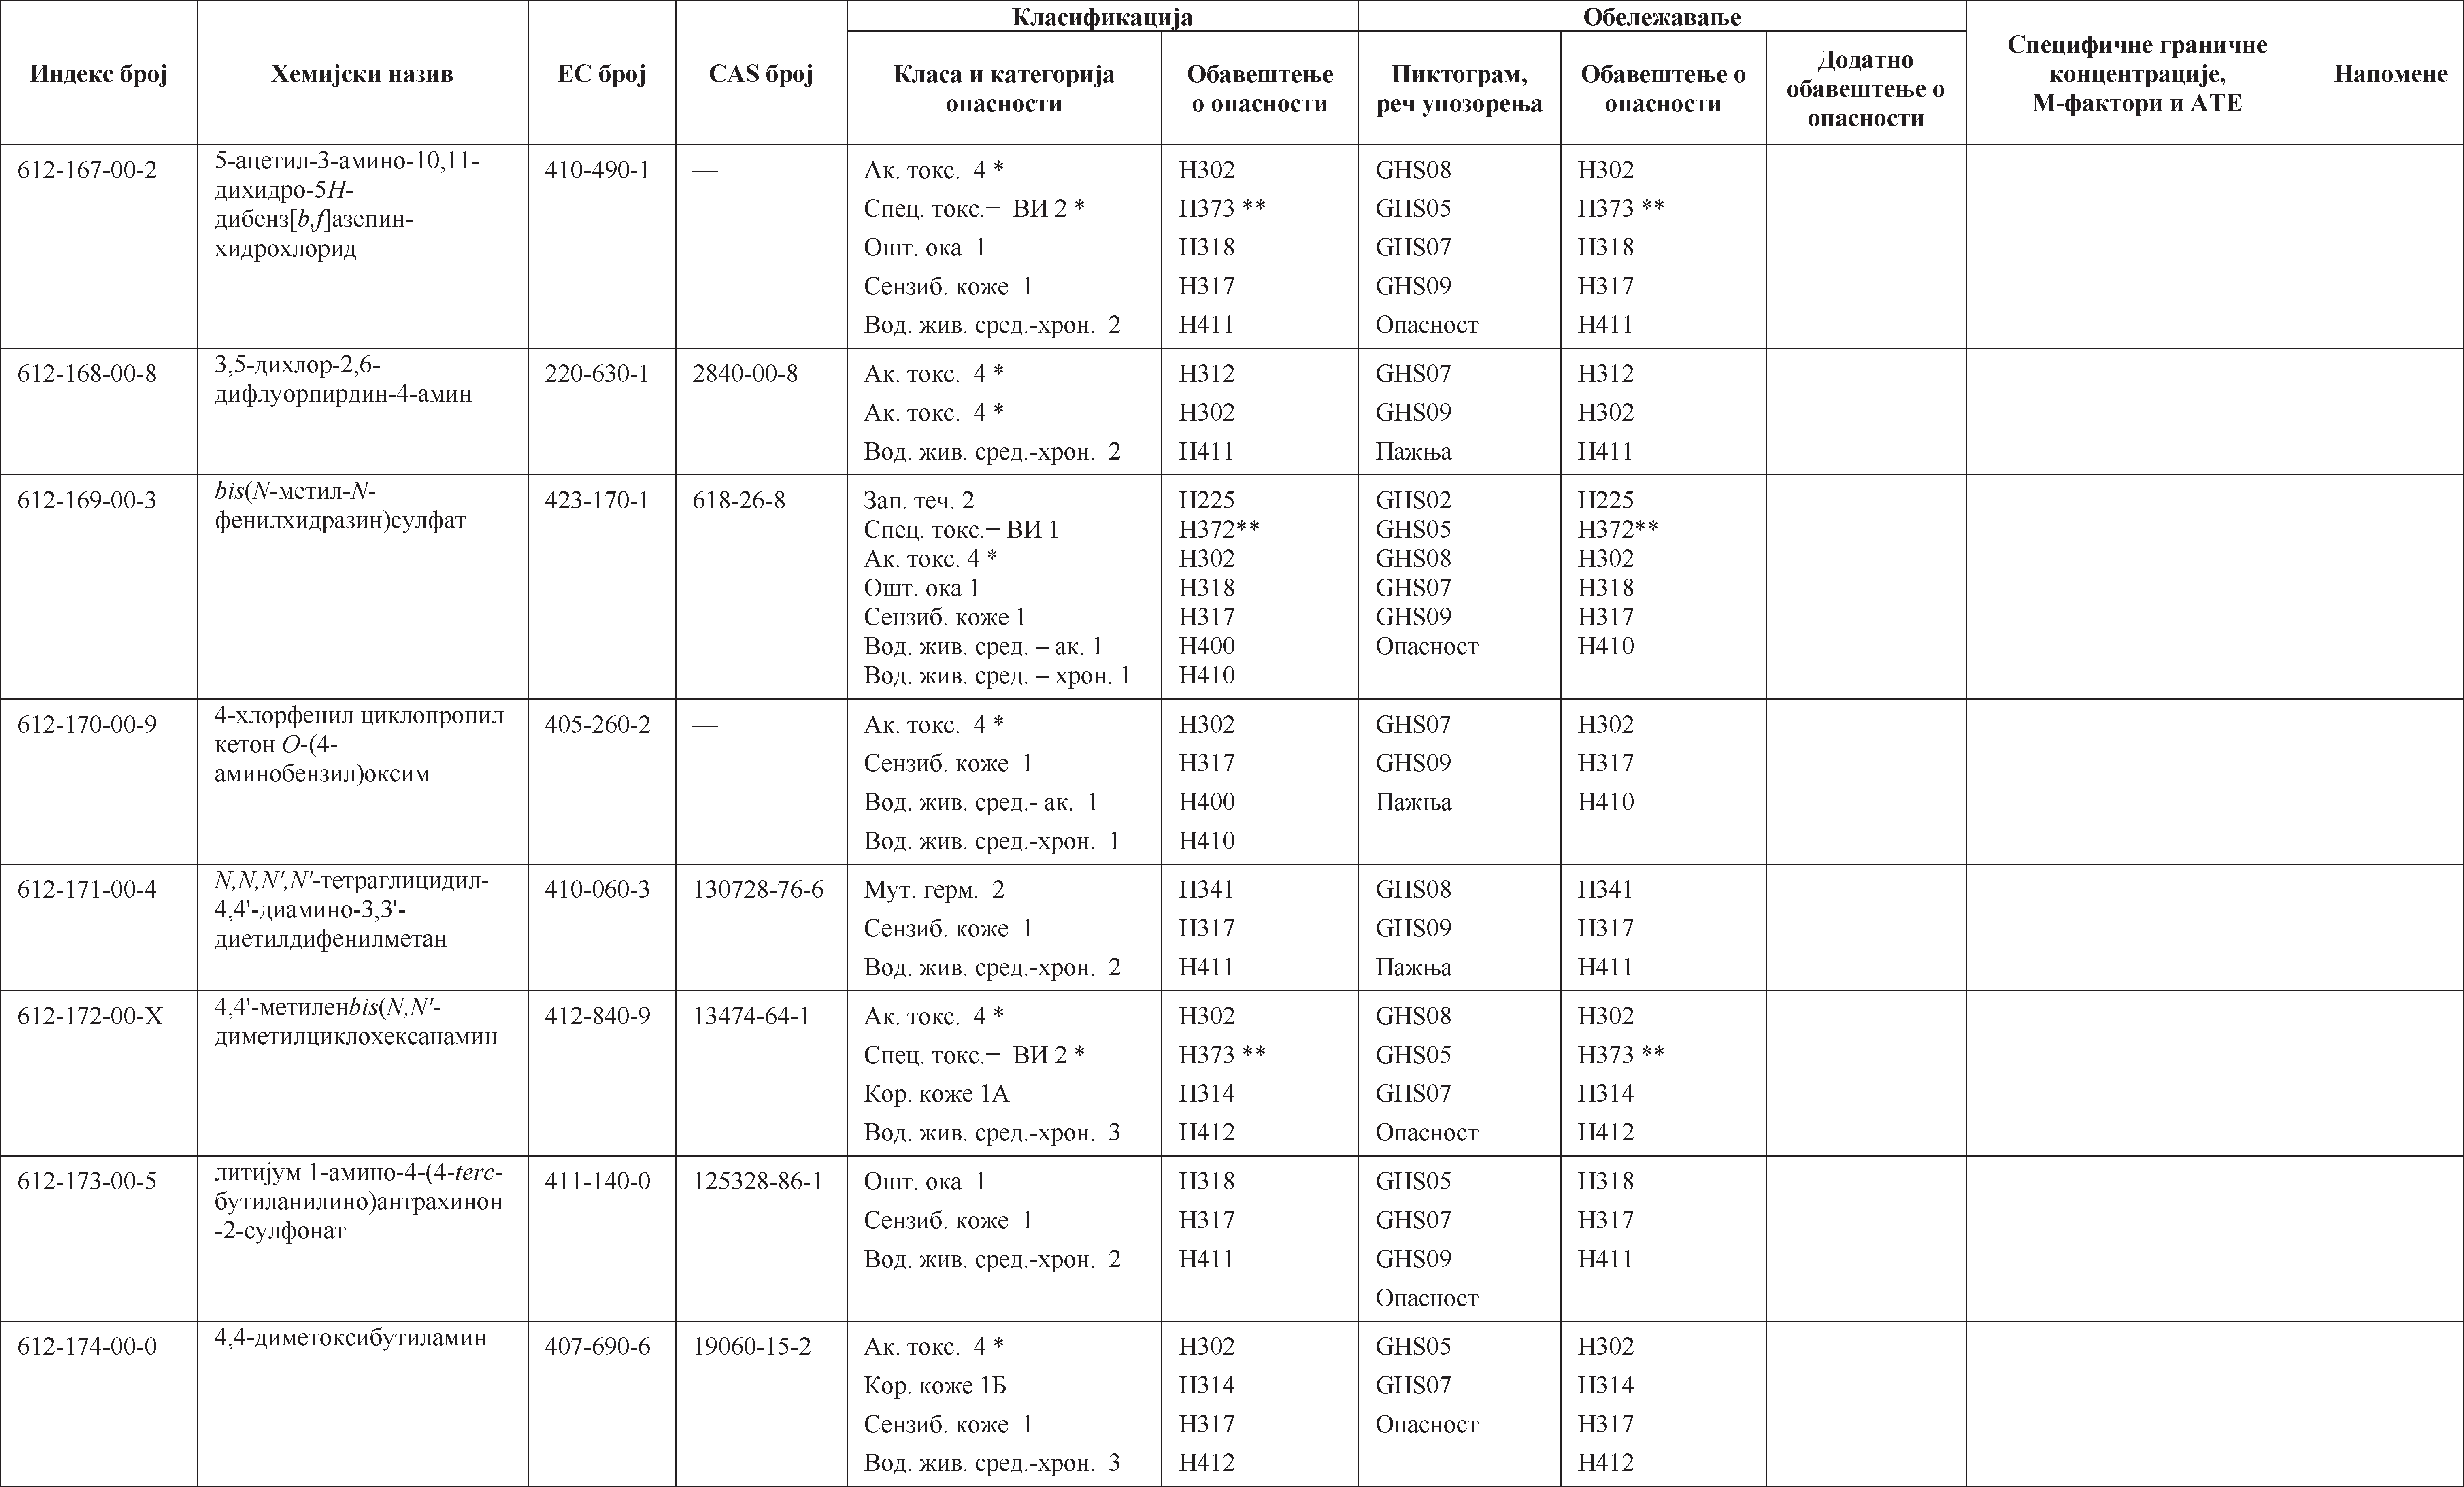 Класификација Обележавање
Индекс број Хемијски назив ЕС број CAS број Класа и категорија опасности Обавештење о опасности Пиктограм, реч упозорења Обавештење о опасности Додатно обавештење о опасности Специфичне граничне концентрације, М-фактори и АТЕ Напомене
612-167-00-2
5-ацетил-3-амино-10,11-
дихидро-5H-
дибенз[b,f]азепин-
хидрохлорид
410-490-1
—
Ак. токс. 4 *
Спец. токс.− ВИ 2 *
Ошт. ока 1
Сензиб. коже 1
Вод. жив. сред.-хрон. 2
H302
H373 **
H318
H317
H411
GHS08
GHS05
GHS07
GHS09
Опасност
H302
H373 **
H318
H317
H411
612-168-00-8
3,5-дихлор-2,6-
дифлуорпирдин-4-амин
220-630-1
2840-00-8
Ак. токс. 4 *
Ак. токс. 4 *
Вод. жив. сред.-хрон. 2
H312
H302
H411
GHS07
GHS09
Пажња
H312
H302
H411
612-169-00-3
bis(N-метил-N-
фенилхидразин)сулфат
423-170-1
618-26-8
Зап. теч. 2
Спец. токс.− ВИ 1
Ак. токс. 4 *
Ошт. ока 1
Сензиб. коже 1
Вод. жив. сред. – ак. 1
Вод. жив. сред. – хрон. 1
H225
H372**
H302
H318
H317
H400
H410
GHS02
GHS05
GHS08
GHS07
GHS09
Опасност
H225
H372**
H302
H318
H317
H410
612-170-00-9
4-хлорфенил циклопропил
кетон O-(4-
аминобензил)оксим
405-260-2
—
Ак. токс. 4 *
Сензиб. коже 1
Вод. жив. сред.- ак. 1
Вод. жив. сред.-хрон. 1
H302
H317
H400
H410
GHS07
GHS09
Пажња
H302
H317
H410
612-171-00-4
N,N,N',N'-тетраглицидил-
4,4'-диамино-3,3'-
диетилдифенилметан
410-060-3
130728-76-6
Мут. герм. 2
Сензиб. коже 1
Вод. жив. сред.-хрон. 2
H341
H317
H411
GHS08
GHS09
Пажња
H341
H317
H411
612-172-00-X
4,4'-метиленbis(N,N'-
диметилциклохексанамин
412-840-9
13474-64-1
Ак. токс. 4 *
Спец. токс.− ВИ 2 *
Кор. коже 1А
Вод. жив. сред.-хрон. 3
H302
H373 **
H314
H412
GHS08
GHS05
GHS07
Опасност
H302
H373 **
H314
H412
612-173-00-5
литијум 1-амино-4-(4-terc-
бутиланилино)антрахинон
-2-сулфонат
411-140-0
125328-86-1
Ошт. ока 1
Сензиб. коже 1
Вод. жив. сред.-хрон. 2
H318
H317
H411
GHS05
GHS07
GHS09
Опасност
H318
H317
H411
612-174-00-0
4,4-диметоксибутиламин
407-690-6
19060-15-2
Ак. токс. 4 *
Кор. коже 1Б
Сензиб. коже 1
Вод. жив. сред.-хрон. 3
H302
H314
H317
H412
GHS05
GHS07
Опасност
H302
H314
H317
H412